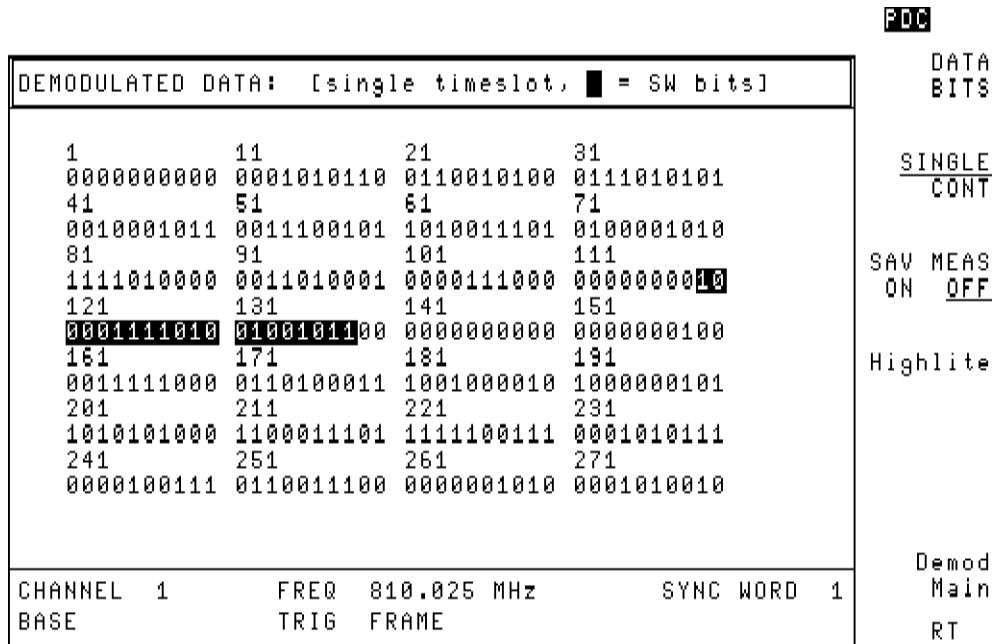 PDC
DEMODULATED DATA: [single timeslot, █ = SW bits]
DATA
BITS
1 11 21 31
0000000000 0001010110 0110010100 0111010101
41 51 61 71
0010001011 0011100101 1010011101 0100001010
81 91 101 111
1111010000 0011010001 0000111000 0000000010
121 131 141 151
0001111010 0100101100 0000000000 0000000100
161 171 181 191
0011111000 0110100011 1001000010 1000000101
201 211 221 231
1010101000 1100011101 1111100111 0001010111
241 251 261 271
0000100111 0110011100 0000001010 0001010010
SINGLE
CONT
SAV MEAS
ON OFF
Highlite
CHANNEL 1 FREQ 810.025 MHz SYNC WORD 1
BASE TRIG FRAME
Demod
Main
RT